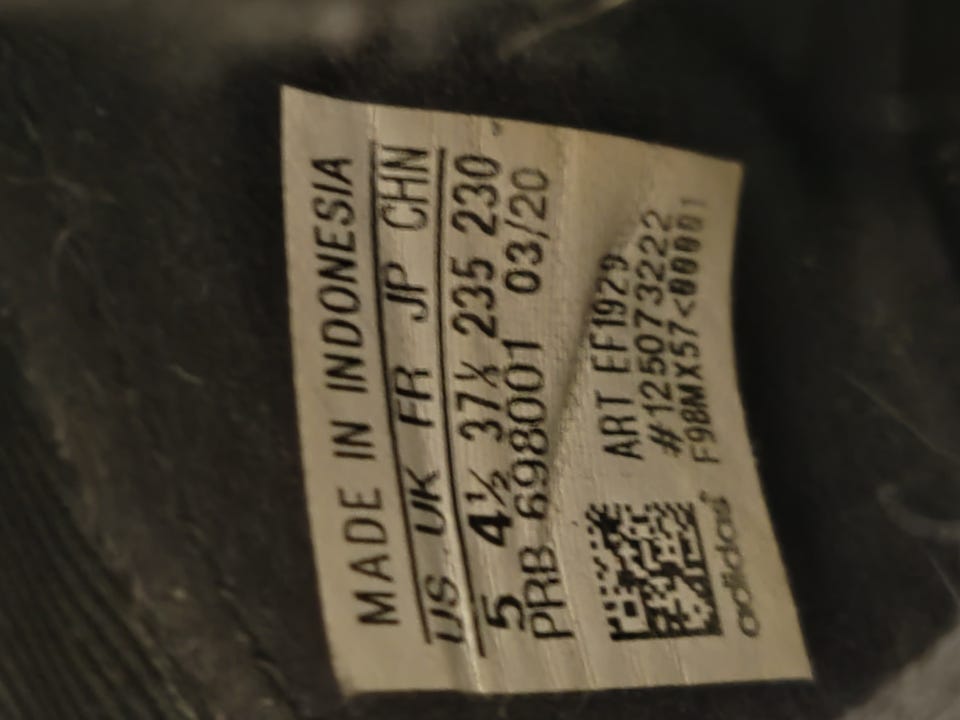 MADE IN INDONESIA
US UK FR JP CHN
5 4½ 37⅓ 235 230
PRB 698001 03/20
ART EF1929
#125073222
F98MX57<00001
adidas